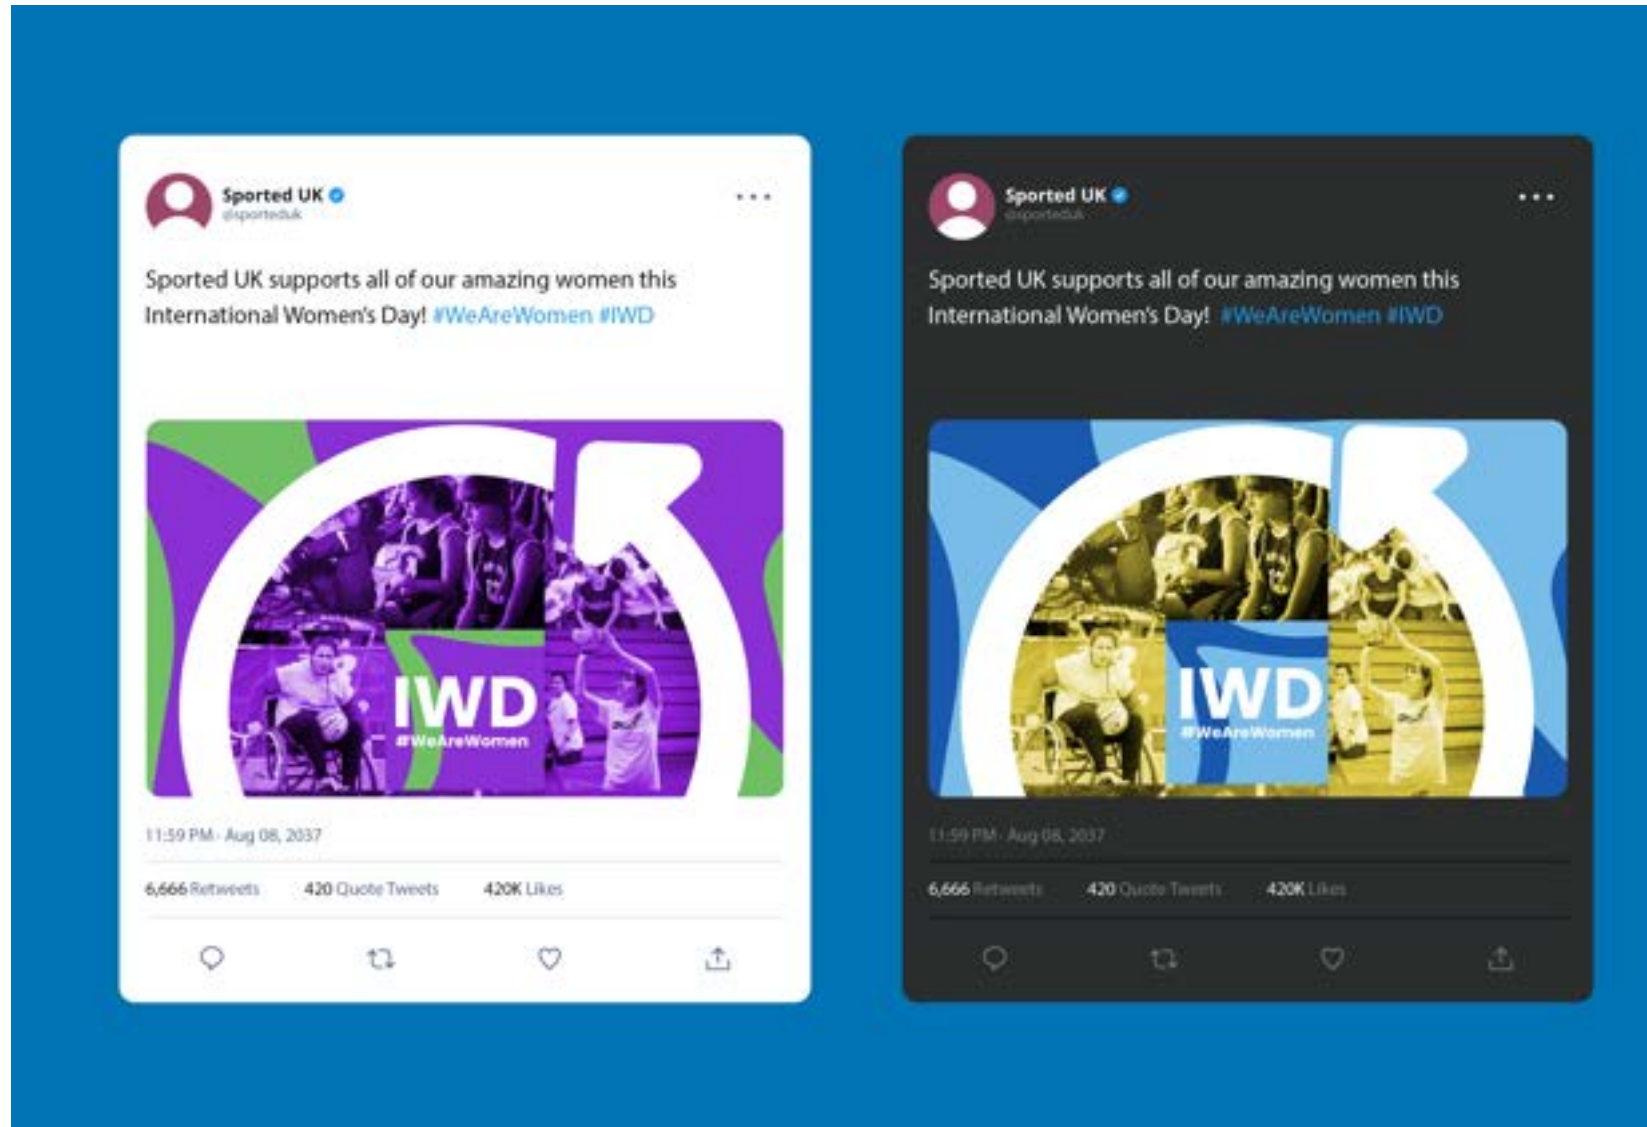 Sported UK
@sporteduk
Sported UK supports all of our amazing women this
International Women's Day! #WeAreWomen #IWD
IWD
#WeAreWomen
11:59 PM · Aug 08, 2037
6,666 Retweets 420 Quote Tweets 420K Likes
Sported UK
@sporteduk
Sported UK supports all of our amazing women this
International Women's Day! #WeAreWomen #IWD
IWD
#WeAreWomen
11:59 PM · Aug 08, 2037
6,666 Retweets 420 Quote Tweets 420K Likes